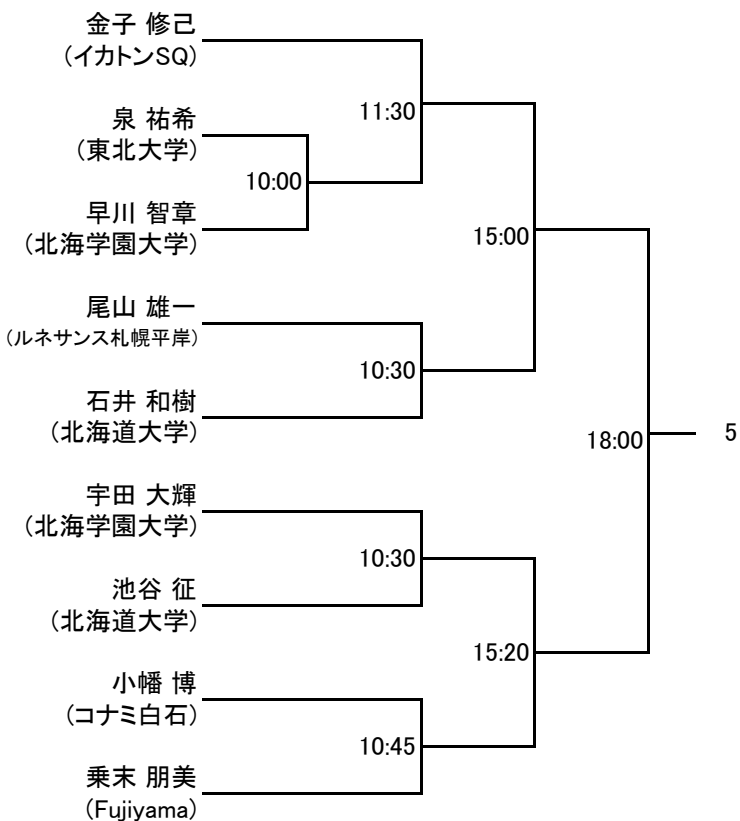 金子 修己
(イカトンSQ)
11:30
泉 祐希
(東北大学)
10:00
早川 智章
(北海学園大学)
15:00
尾山 雄一
(ルネサンス札幌平岸)
10:30
石井 和樹
(北海道大学)
18:00
5
宇田 大輝
(北海学園大学)
10:30
池谷 征
(北海道大学)
15:20
小幡 博
(コナミ白石)
10:45
乗末 朋美
(Fujiyama)